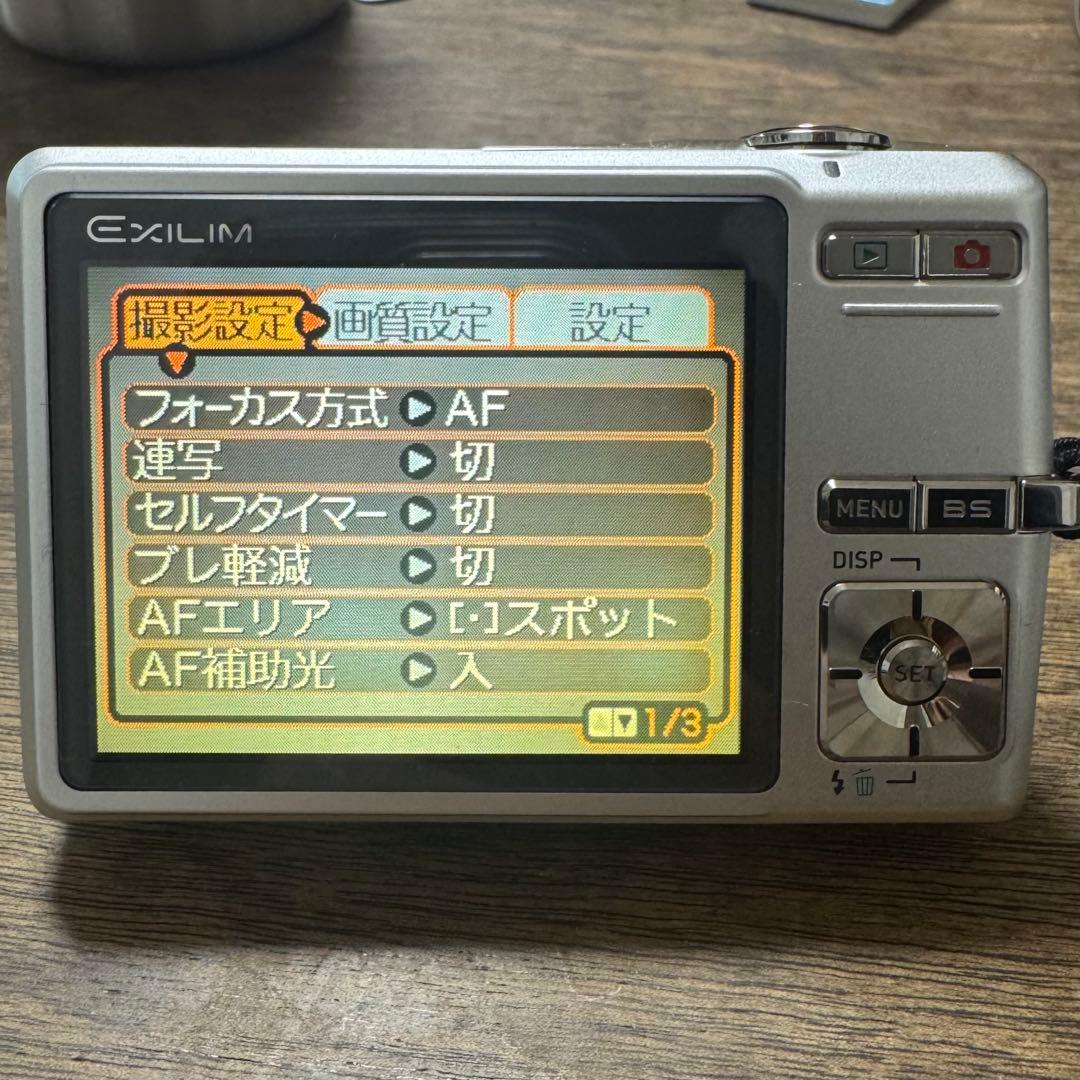 EXILIM
撮影設定 画質設定 設定
フォーカス方式 AF
連写 切
セルフタイマー 切
ブレ軽減 切
AFエリア [・]スポット
AF補助光 入
1/3
MENU BS
DISP
SET